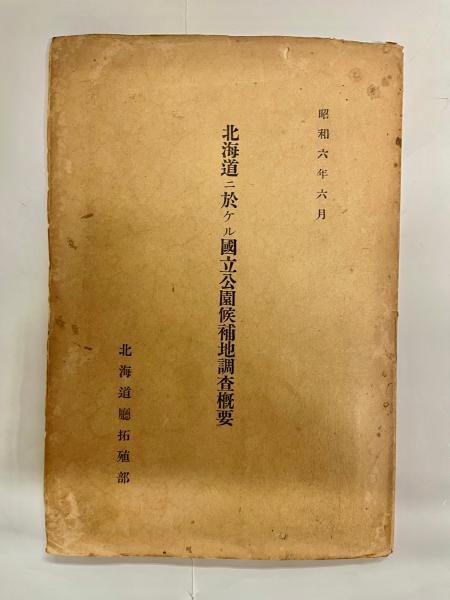 昭和六年六月
北海道ニ於ケル國立公園候補地調査概要
北海道廳拓殖部